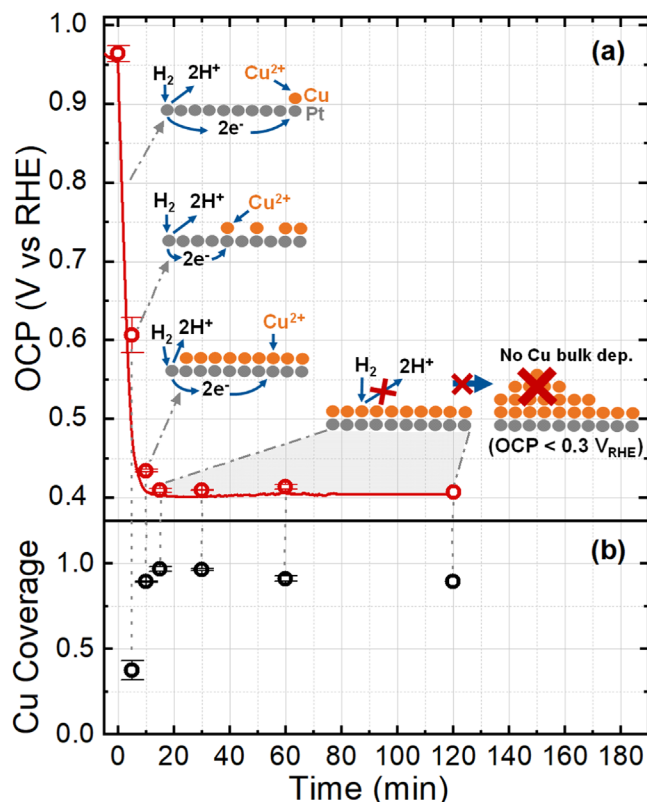 (a)
OCP (V vs RHE)
1.0
0.9
0.8
0.7
0.6
0.5
0.4
H₂ 2H⁺ Cu²⁺
Cu
Pt
2e⁻
H₂ 2H⁺ Cu²⁺
2e⁻
H₂ 2H⁺ Cu²⁺
2e⁻
H₂ 2H⁺
No Cu bulk dep.
(OCP < 0.3 V_RHE)
(b)
Cu Coverage
1.0
0.5
0.0
0 20 40 60 80 100 120 140 160 180
Time (min)